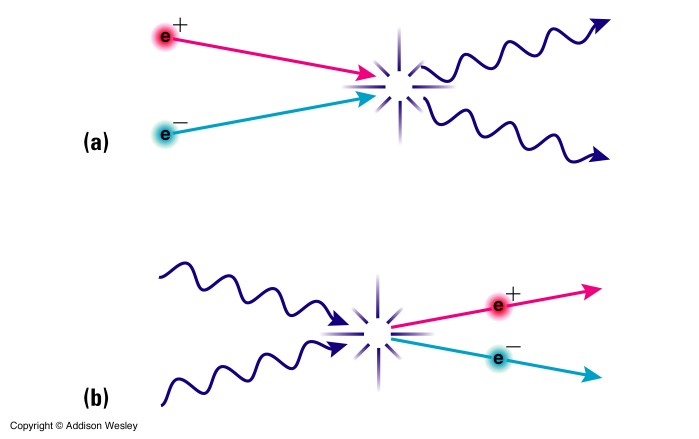 e+
e−
(a)
e+
e−
(b)
Copyright © Addison Wesley